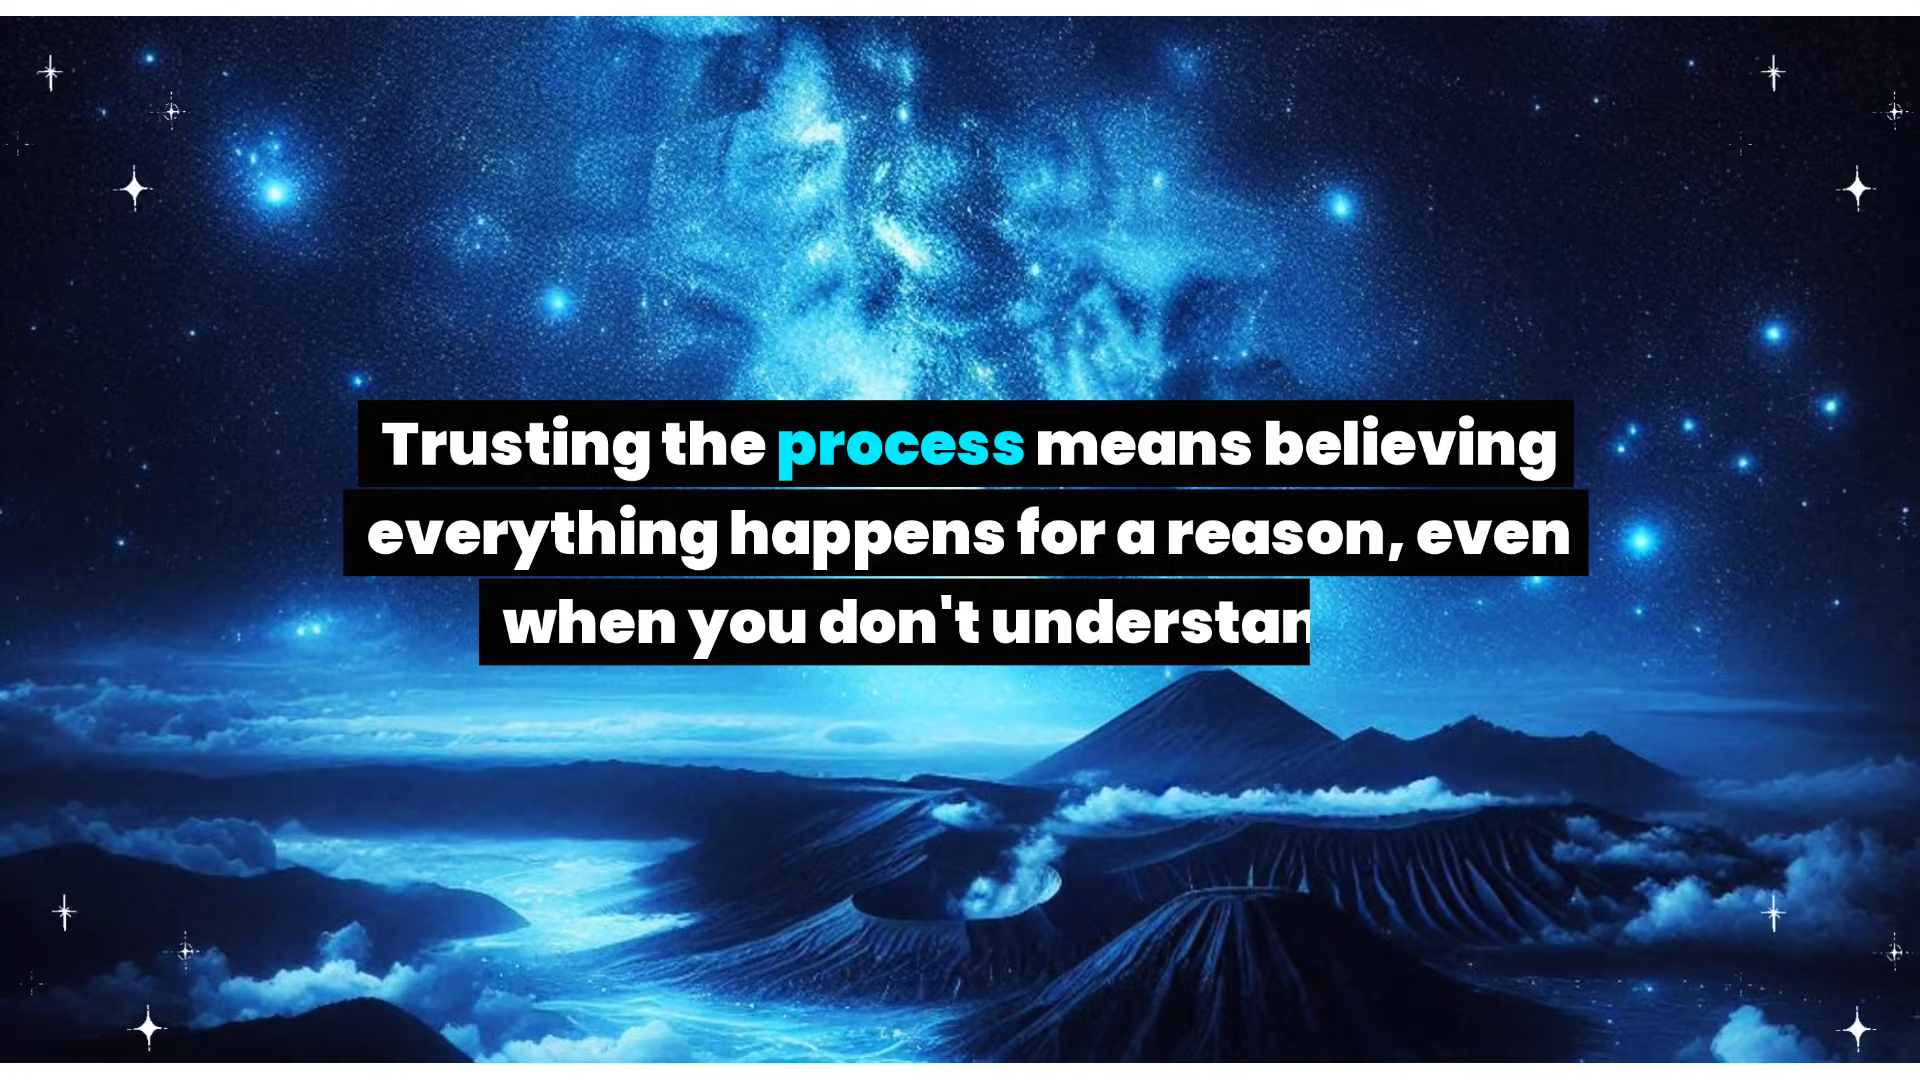 Trusting the process means believing
everything happens for a reason, even
when you don't understan